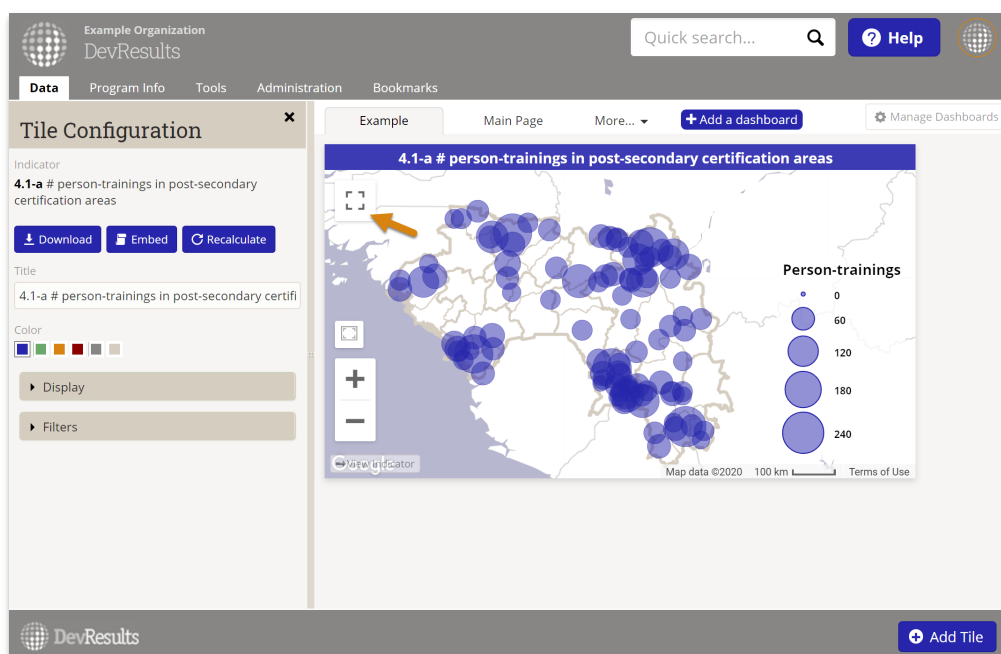 Example Organization
DevResults
Quick search...
Help
Data
Program Info
Tools
Administration
Bookmarks
Tile Configuration
Indicator
4.1-a # person-trainings in post-secondary
certification areas
Download
Embed
Recalculate
Title
4.1-a # person-trainings in post-secondary certifi
Color
Display
Filters
Example
Main Page
More...
Add a dashboard
Manage Dashboards
4.1-a # person-trainings in post-secondary certification areas
Person-trainings
0
60
120
180
240
View Indicator
Google
Map data ©2020
100 km
Terms of Use
DevResults
Add Tile